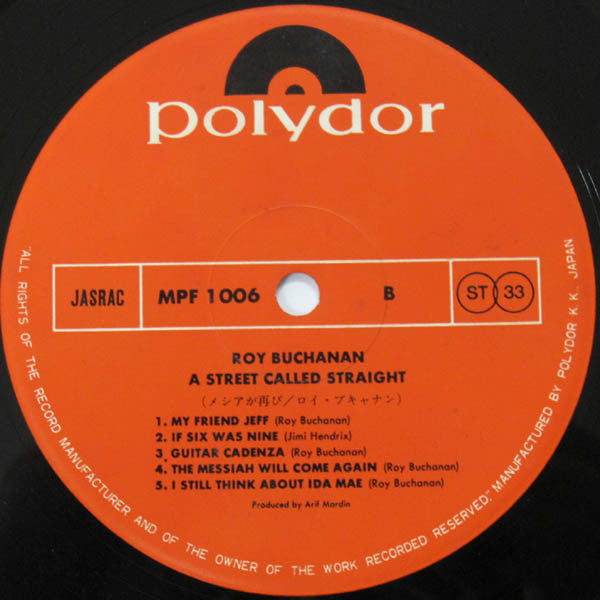 polydor
JASRAC MPF 1006 B ST 33
ROY BUCHANAN
A STREET CALLED STRAIGHT
(メシアが再び/ロイ・ブキャナン)
1. MY FRIEND JEFF (Roy Buchanan)
2. IF SIX WAS NINE (Jimi Hendrix)
3. GUITAR CADENZA (Roy Buchanan)
4. THE MESSIAH WILL COME AGAIN (Roy Buchanan)
5. I STILL THINK ABOUT IDA MAE (Roy Buchanan)
Produced by Arif Mardin
"ALL RIGHTS OF THE RECORD MANUFACTURER AND OF THE OWNER OF THE WORK RECORDED RESERVED:" MANUFACTURED BY POLYDOR K.K., JAPAN